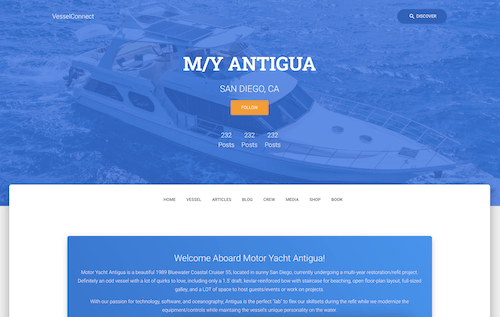 VesselConnect
DISCOVER
M/Y ANTIGUA
SAN DIEGO, CA
FOLLOW
232 232 232
Posts Posts Posts
HOME VESSEL ARTICLES BLOG CREW MEDIA SHOP BOOK
Welcome Aboard Motor Yacht Antigua!
Motor Yacht Antigua is a beautiful 1989 Bluewater Coastal Cruiser 55, located in sunny San Diego, currently undergoing a multi-year restoration/refit project.
Definitely an odd vessel with a lot of quirks to love, including only a 1.9' draft, kevlar-reinforced bow with staircase for beaching, open floor-plan layout, full-sized
galley, and a LOT of space to host guests/events or work on projects.
With our passion for technology, software, and oceanography, Antigua is the perfect "lab" to flex our skillsets during the refit while we modernize the
equipment/controls while maintaining the vessel's unique personality on the water.